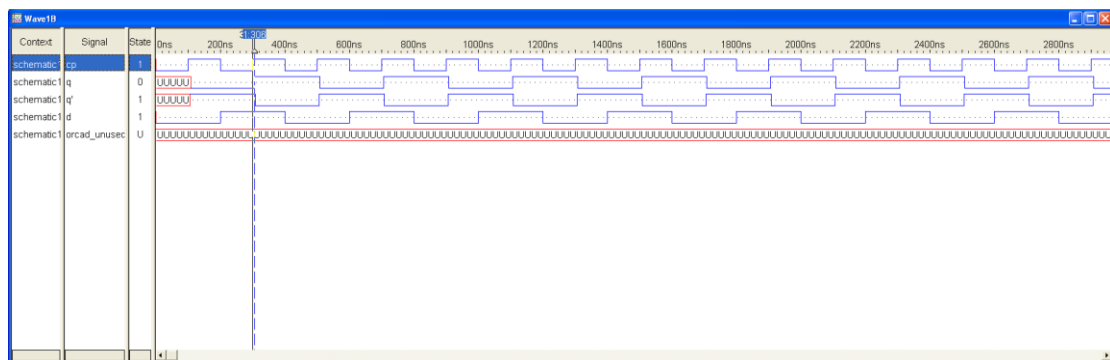 Wave1B
Context Signal State 0ns 200ns 400ns 600ns 800ns 1000ns 1200ns 1400ns 1600ns 1800ns 2000ns 2200ns 2400ns 2600ns 2800ns
schematic1 cp 1
schematic1 q 0 UUUUU
schematic1 q' 1 UUUUU
schematic1 d 1
schematic1 orcad_unused U